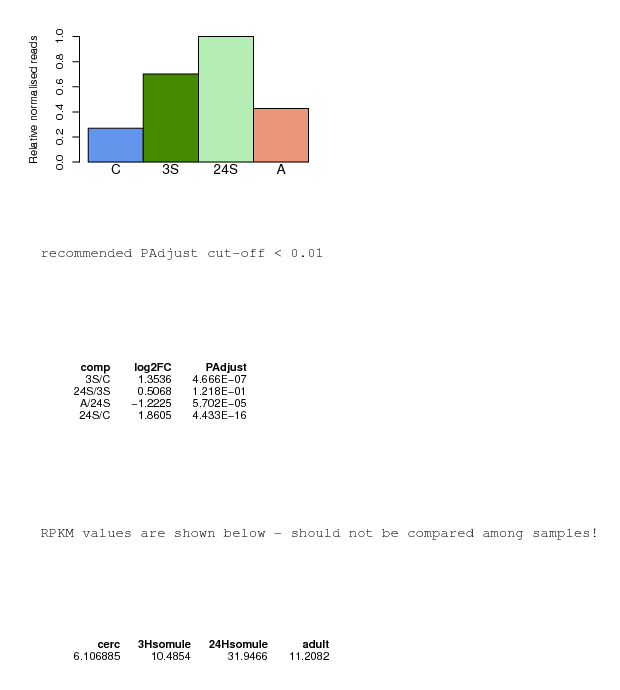 Relative normalised reads
1.0
0.8
0.6
0.4
0.2
0.0
C 3S 24S A
recommended PAdjust cut-off < 0.01
comp log2FC PAdjust
3S/C 1.3536 4.666E−07
24S/3S 0.5068 1.218E−01
A/24S −1.2225 5.702E−05
24S/C 1.8605 4.433E−16
RPKM values are shown below - should not be compared among samples!
cerc 3Hsomule 24Hsomule adult
6.106885 10.4854 31.9466 11.2082